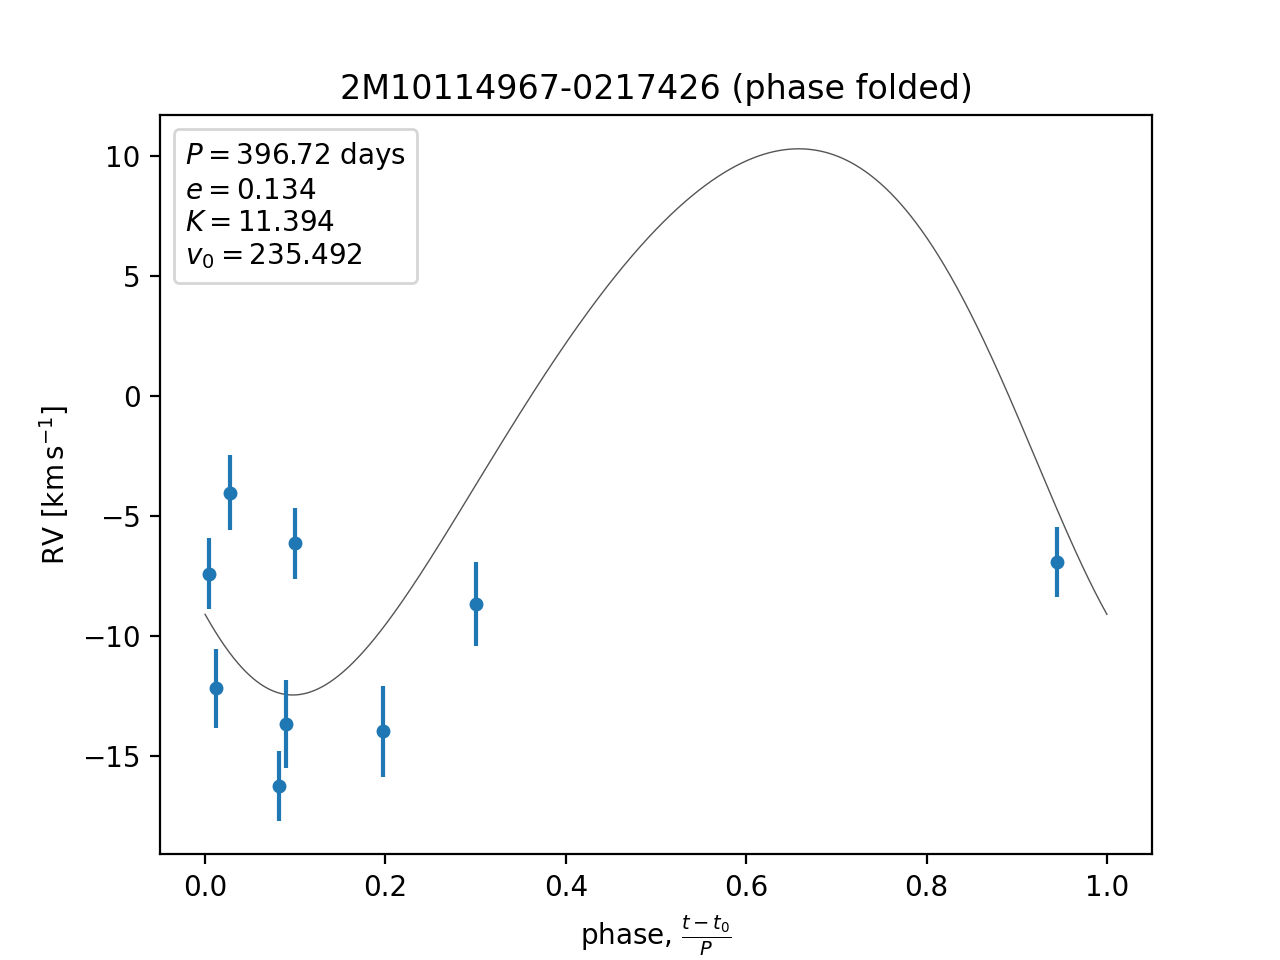 2M10114967-0217426 (phase folded)
P = 396.72 days
e = 0.134
K = 11.394
v₀ = 235.492
10
5
0
−5
−10
−15
RV [km s⁻¹]
0.0 0.2 0.4 0.6 0.8 1.0
phase, (t − t₀)/P